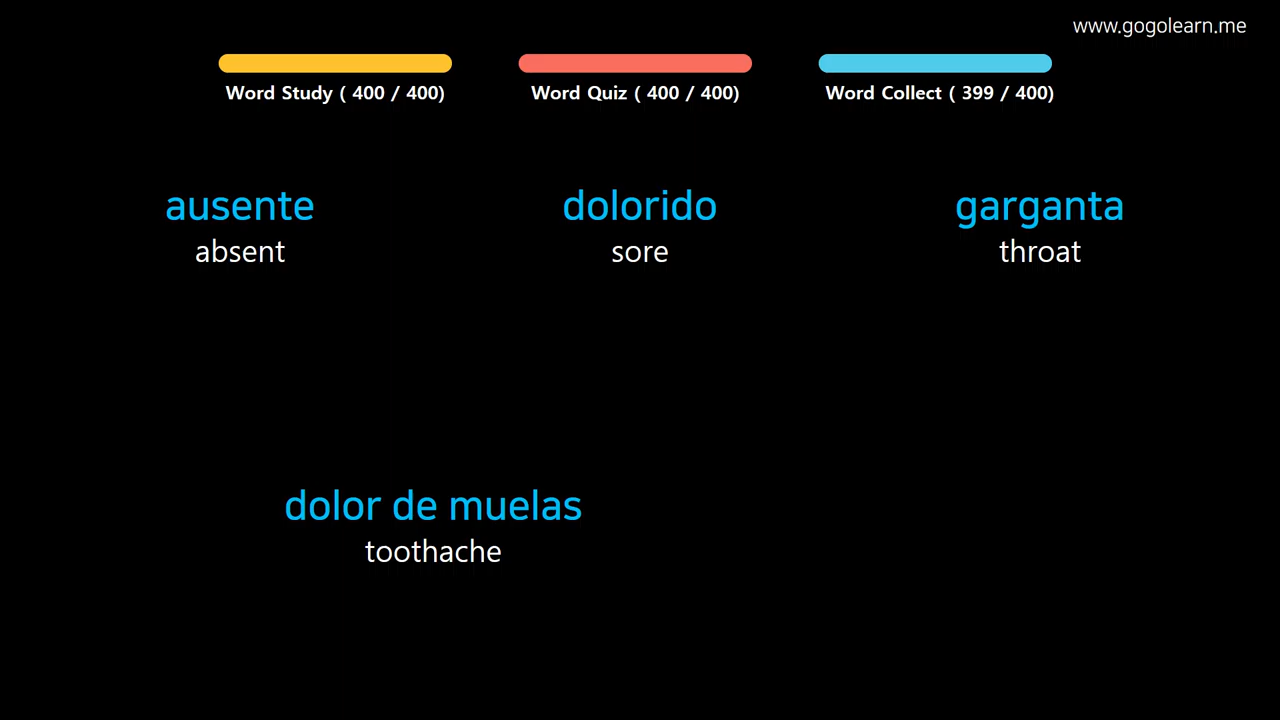 www.gogolearn.me
Word Study ( 400 / 400)
Word Quiz ( 400 / 400)
Word Collect ( 399 / 400)
ausente
absent
dolorido
sore
garganta
throat
dolor de muelas
toothache